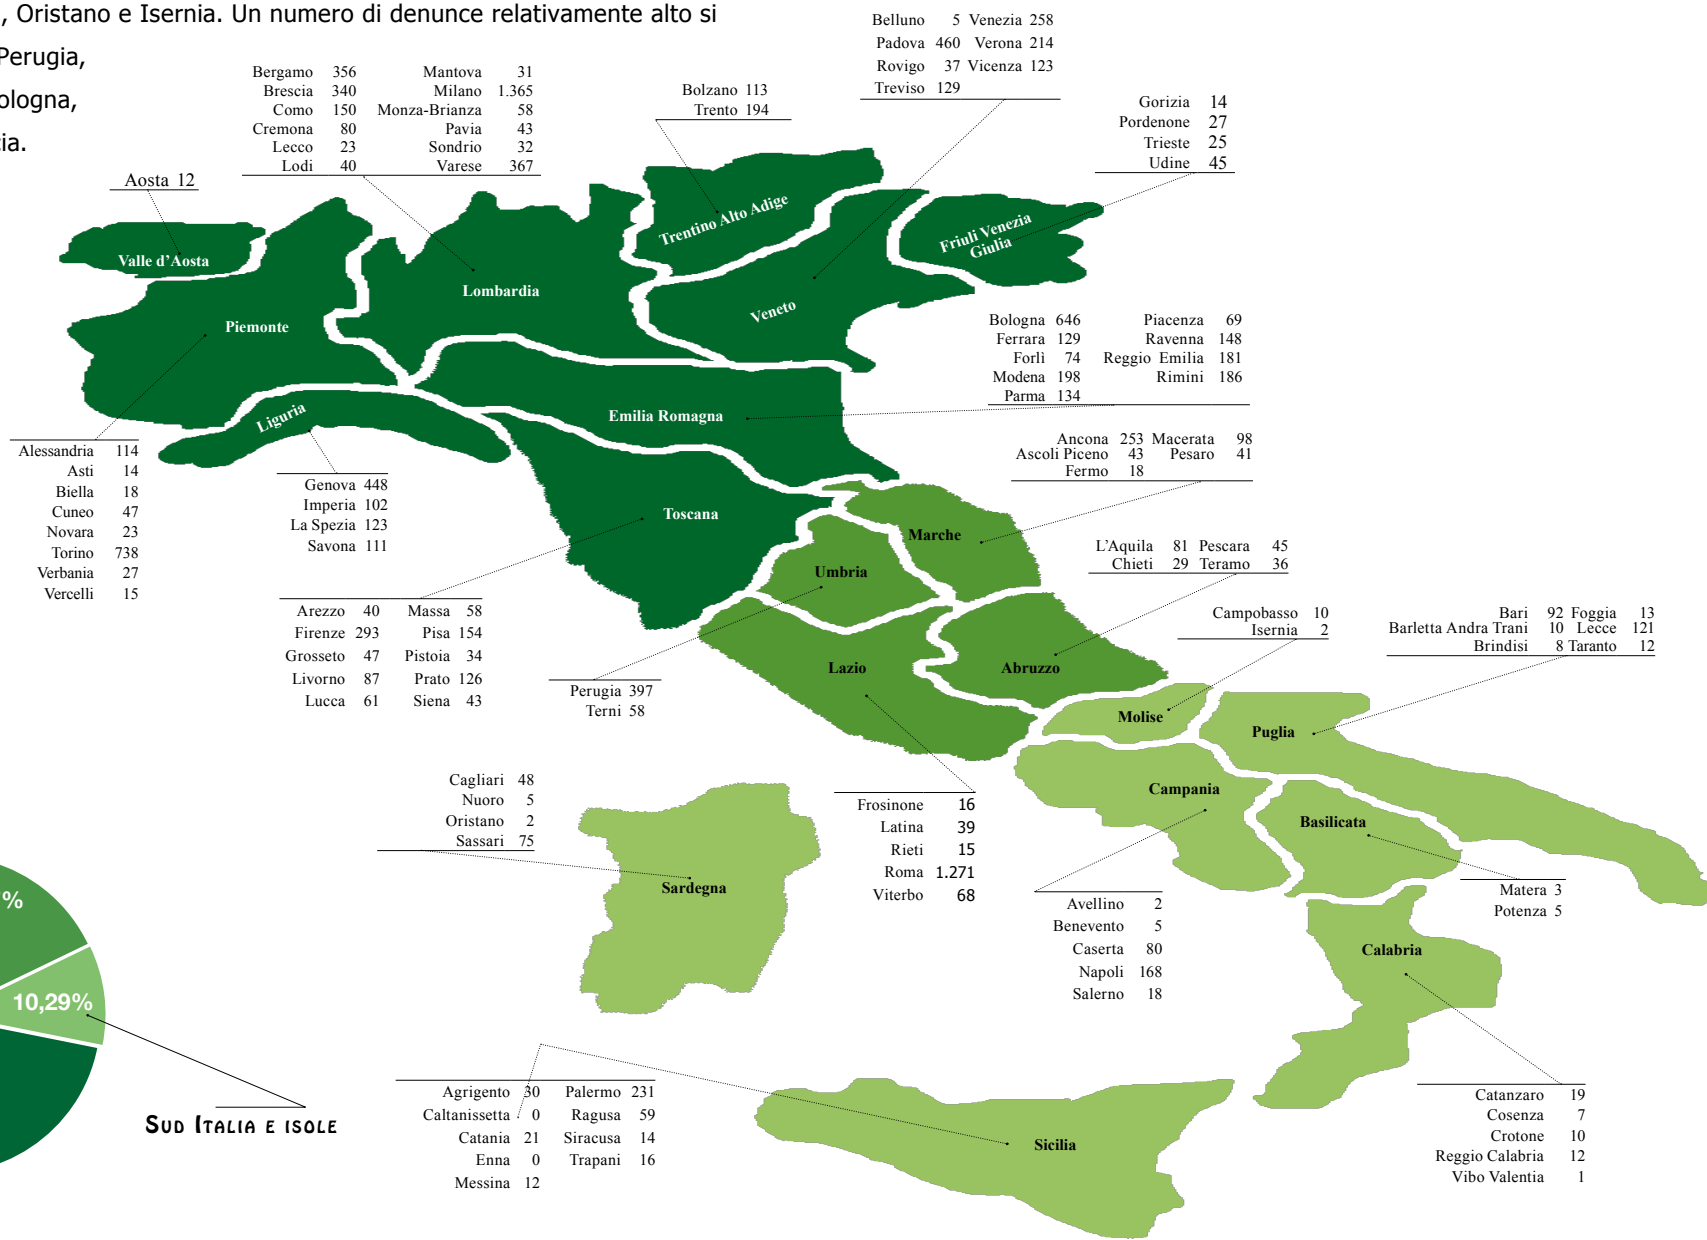 , Oristano e Isernia. Un numero di denunce relativamente alto si
Perugia,
ologna,
cia.
Belluno 5 Venezia 258
Padova 460 Verona 214
Rovigo 37 Vicenza 123
Treviso 129
Bergamo 356 Mantova 31
Brescia 340 Milano 1.365
Como 150 Monza-Brianza 58
Cremona 80 Pavia 43
Lecco 23 Sondrio 32
Lodi 40 Varese 367
Bolzano 113
Trento 194
Gorizia 14
Pordenone 27
Trieste 25
Udine 45
Aosta 12
Valle d'Aosta
Piemonte
Lombardia
Trentino Alto Adige
Veneto
Friuli Venezia
Giulia
Liguria
Emilia Romagna
Bologna 646 Piacenza 69
Ferrara 129 Ravenna 148
Forlì 74 Reggio Emilia 181
Modena 198 Rimini 186
Parma 134
Alessandria 114
Asti 14
Biella 18
Cuneo 47
Novara 23
Torino 738
Verbania 27
Vercelli 15
Genova 448
Imperia 102
La Spezia 123
Savona 111
Toscana
Marche
Umbria
Lazio
Abruzzo
Ancona 253 Macerata 98
Ascoli Piceno 43 Pesaro 41
Fermo 18
L'Aquila 81 Pescara 45
Chieti 29 Teramo 36
Arezzo 40 Massa 58
Firenze 293 Pisa 154
Grosseto 47 Pistoia 34
Livorno 87 Prato 126
Lucca 61 Siena 43
Perugia 397
Terni 58
Campobasso 10
Isernia 2
Bari 92 Foggia 13
Barletta Andra Trani 10 Lecce 121
Brindisi 8 Taranto 12
Molise
Puglia
Campania
Basilicata
Calabria
Cagliari 48
Nuoro 5
Oristano 2
Sassari 75
Sardegna
Frosinone 16
Latina 39
Rieti 15
Roma 1.271
Viterbo 68
Avellino 2
Benevento 5
Caserta 80
Napoli 168
Salerno 18
Matera 3
Potenza 5
%
10,29%
Sud Italia e isole
Agrigento 30 Palermo 231
Caltanissetta 0 Ragusa 59
Catania 21 Siracusa 14
Enna 0 Trapani 16
Messina 12
Sicilia
Catanzaro 19
Cosenza 7
Crotone 10
Reggio Calabria 12
Vibo Valentia 1